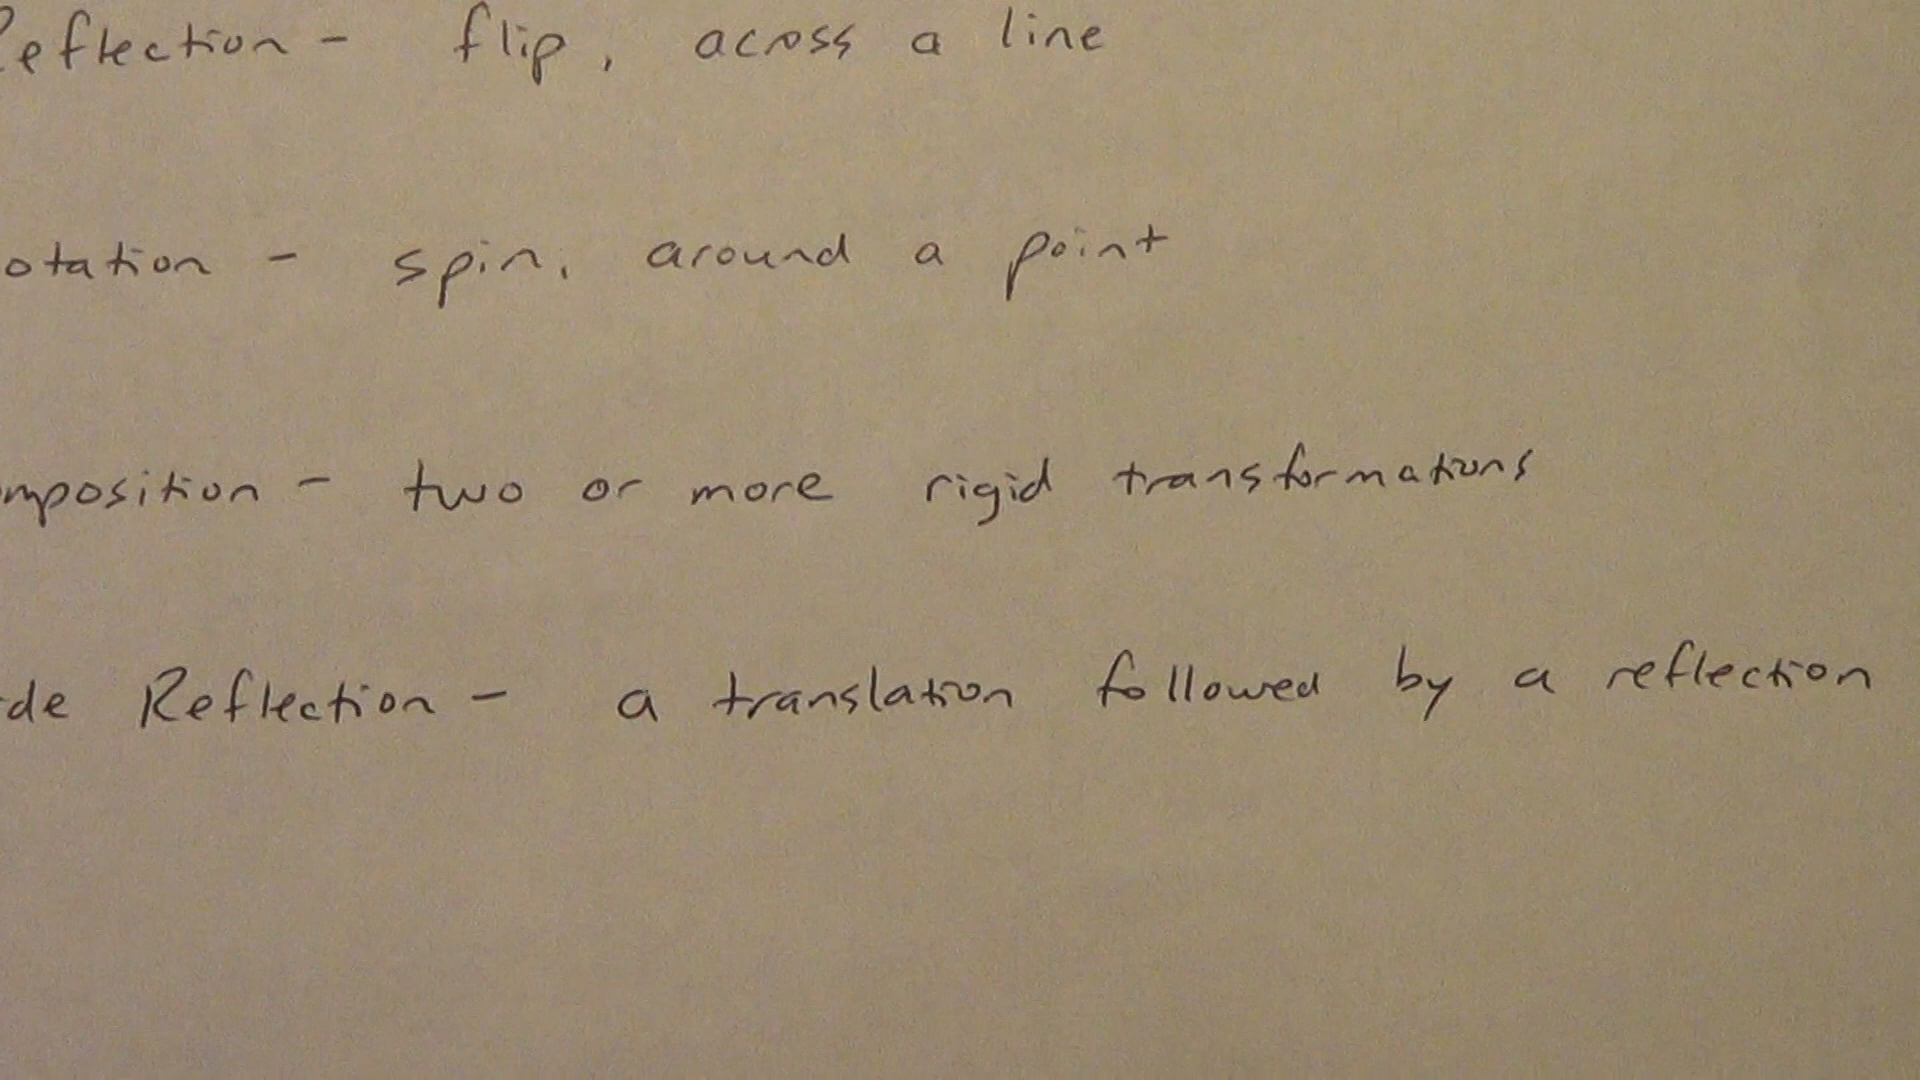 Reflection - flip, across a line
otation - spin, around a point
mposition - two or more rigid transformations
de Reflection - a translation followed by a reflection